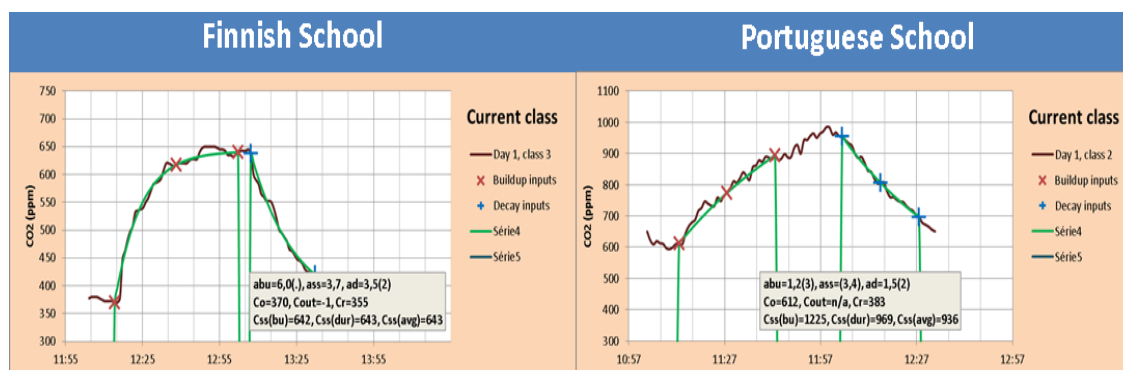 Finnish School
CO2 (ppm)
750
700
650
600
550
500
450
400
350
300
11:55
12:25
12:55
13:25
13:55
Current class
Day 1, class 3
Buildup inputs
Decay inputs
Série4
Série5
abu=6,0(.), ass=3,7, ad=3,5(2)
Co=370, Cout=-1, Cr=355
Css(bu)=642, Css(dur)=643, Css(avg)=643
Portuguese School
CO2 (ppm)
1100
1000
900
800
700
600
500
400
300
10:57
11:27
11:57
12:27
12:57
Current class
Day 1, class 2
Buildup inputs
Decay inputs
Série4
Série5
abu=1,2(3), ass=(3,4), ad=1,5(2)
Co=612, Cout=n/a, Cr=383
Css(bu)=1225, Css(dur)=969, Css(avg)=936